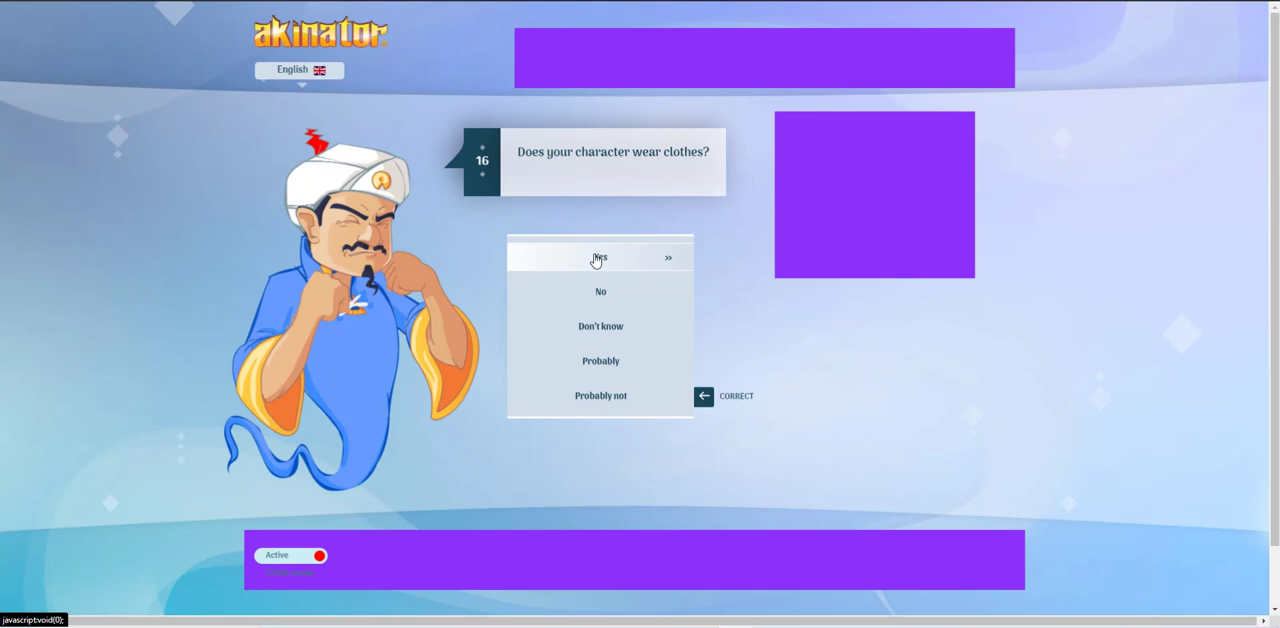 akinator
English
16
Does your character wear clothes?
Yes
No
Don't know
Probably
Probably not
CORRECT
Active
javascript:void(0);